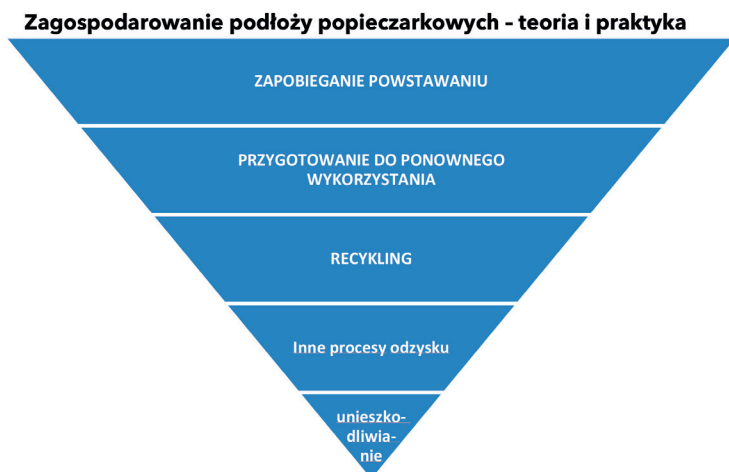 Zagospodarowanie podłoży popieczarkowych – teoria i praktyka
ZAPOBIEGANIE POWSTAWANIU
PRZYGOTOWANIE DO PONOWNEGO
WYKORZYSTANIA
RECYKLING
Inne procesy odzysku
unieszko-
dliwia-
nie